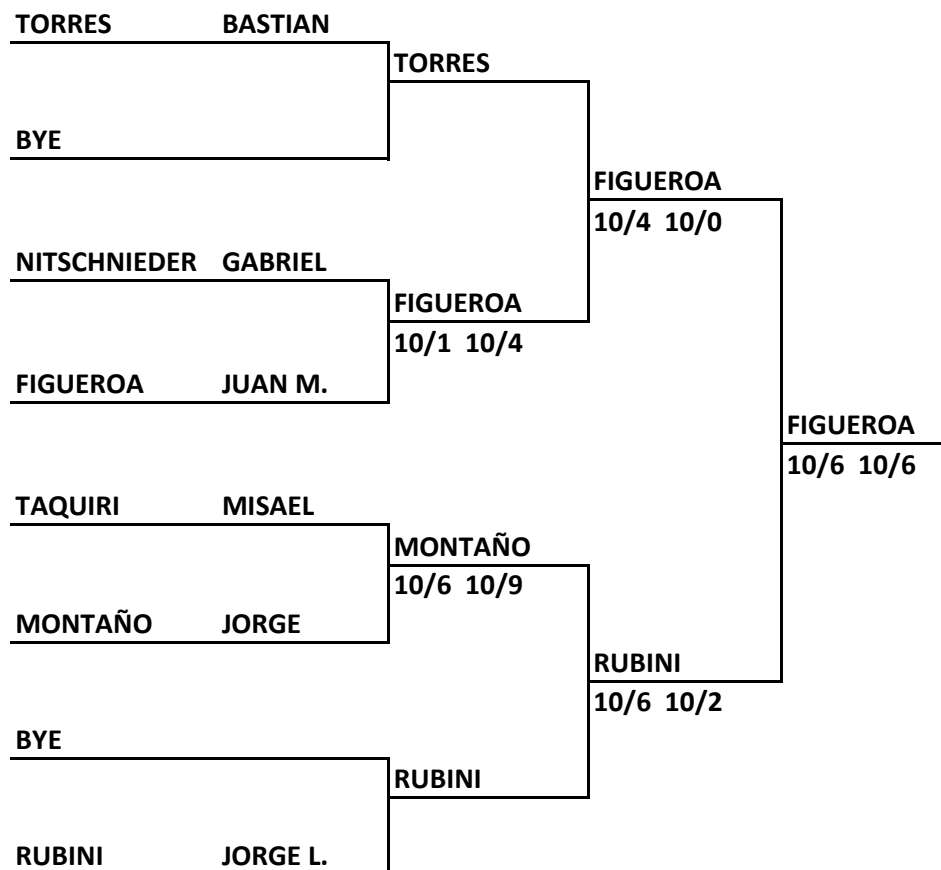 TORRES BASTIAN
TORRES
BYE
FIGUEROA
10/4 10/0
NITSCHNIEDER GABRIEL
FIGUEROA
10/1 10/4
FIGUEROA JUAN M.
FIGUEROA
10/6 10/6
TAQUIRI MISAEL
MONTAÑO
10/6 10/9
MONTAÑO JORGE
RUBINI
10/6 10/2
BYE
RUBINI
RUBINI JORGE L.